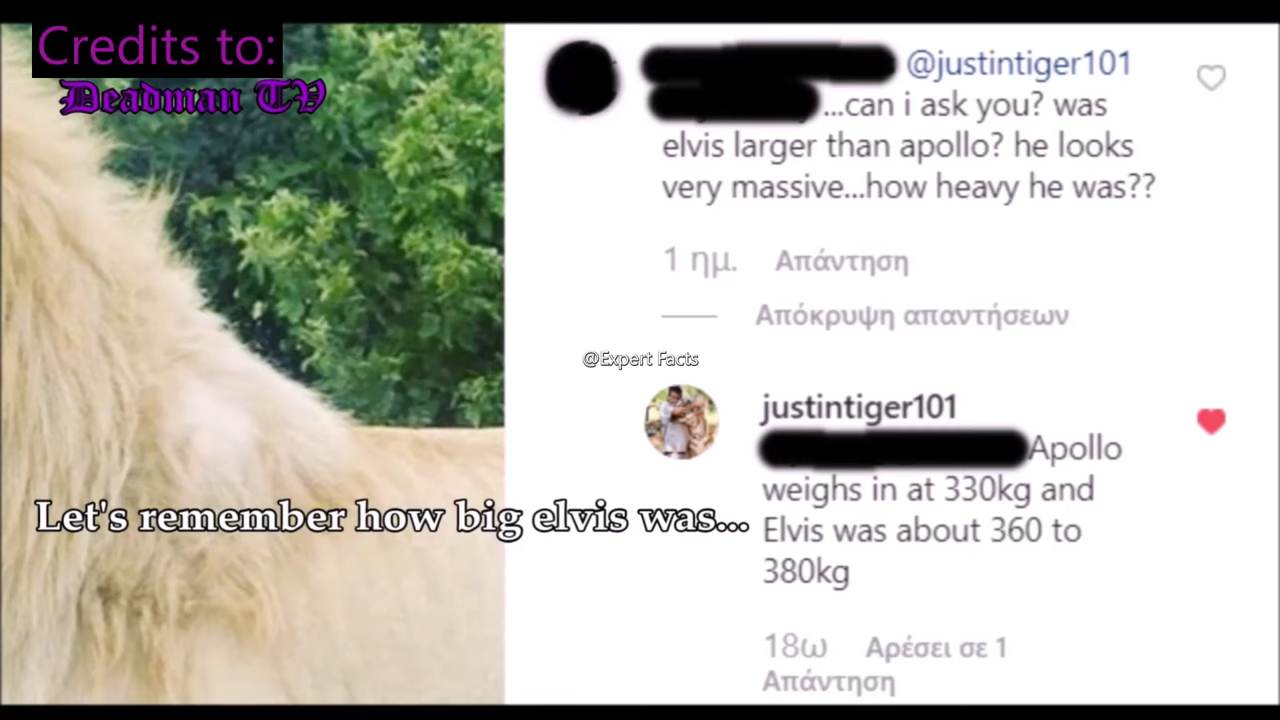 Credits to:
Deadman TV
@justintiger101
...can i ask you? was
elvis larger than apollo? he looks
very massive...how heavy he was??
1 ημ. Απάντηση
Απόκρυψη απαντήσεων
@Expert Facts
justintiger101
Apollo
weighs in at 330kg and
Elvis was about 360 to
380kg
Let's remember how big elvis was...
18ω Αρέσει σε 1
Απάντηση